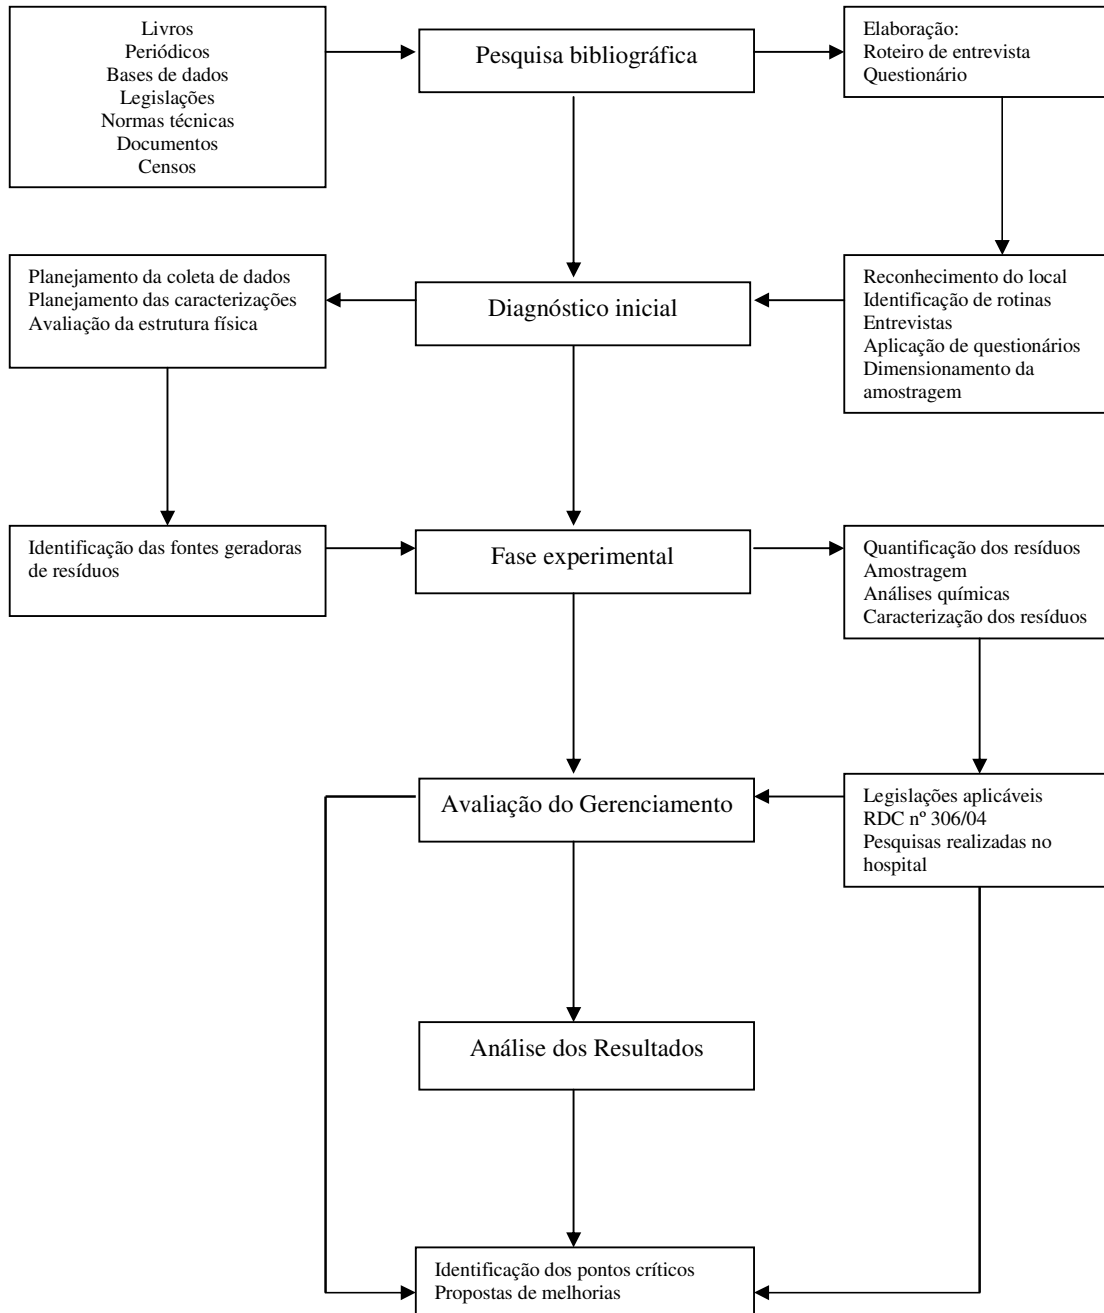 Livros
Periódicos
Bases de dados
Legislações
Normas técnicas
Documentos
Censos
Pesquisa bibliográfica
Elaboração:
Roteiro de entrevista
Questionário
Planejamento da coleta de dados
Planejamento das caracterizações
Avaliação da estrutura física
Diagnóstico inicial
Reconhecimento do local
Identificação de rotinas
Entrevistas
Aplicação de questionários
Dimensionamento da
amostragem
Identificação das fontes geradoras
de resíduos
Fase experimental
Quantificação dos resíduos
Amostragem
Análises químicas
Caracterização dos resíduos
Avaliação do Gerenciamento
Legislações aplicáveis
RDC nº 306/04
Pesquisas realizadas no
hospital
Análise dos Resultados
Identificação dos pontos críticos
Propostas de melhorias